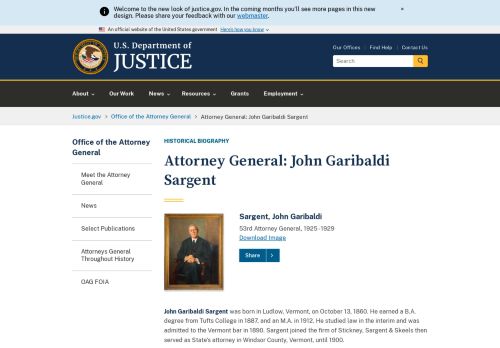 Welcome to the new look of justice.gov. In the coming months you'll see more pages in this new
design. Please share your feedback with our webmaster.
×
An official website of the United States government Here's how you know
U.S. Department of
JUSTICE
Our Offices | Find Help | Contact Us
Search
About Our Work News Resources Grants Employment
Justice.gov > Office of the Attorney General > Attorney General: John Garibaldi Sargent
Office of the Attorney
General
Meet the Attorney
General
News
Select Publications
Attorneys General
Throughout History
OAG FOIA
HISTORICAL BIOGRAPHY
Attorney General: John Garibaldi
Sargent
Sargent, John Garibaldi
53rd Attorney General, 1925 -1929
Download Image
Share >
John Garibaldi Sargent was born in Ludlow, Vermont, on October 13, 1860. He earned a B.A.
degree from Tufts College in 1887, and an M.A. in 1912. He studied law in the interim and was
admitted to the Vermont bar in 1890. Sargent joined the firm of Stickney, Sargent & Skeels then
served as State's attorney in Windsor County, Vermont, until 1900.